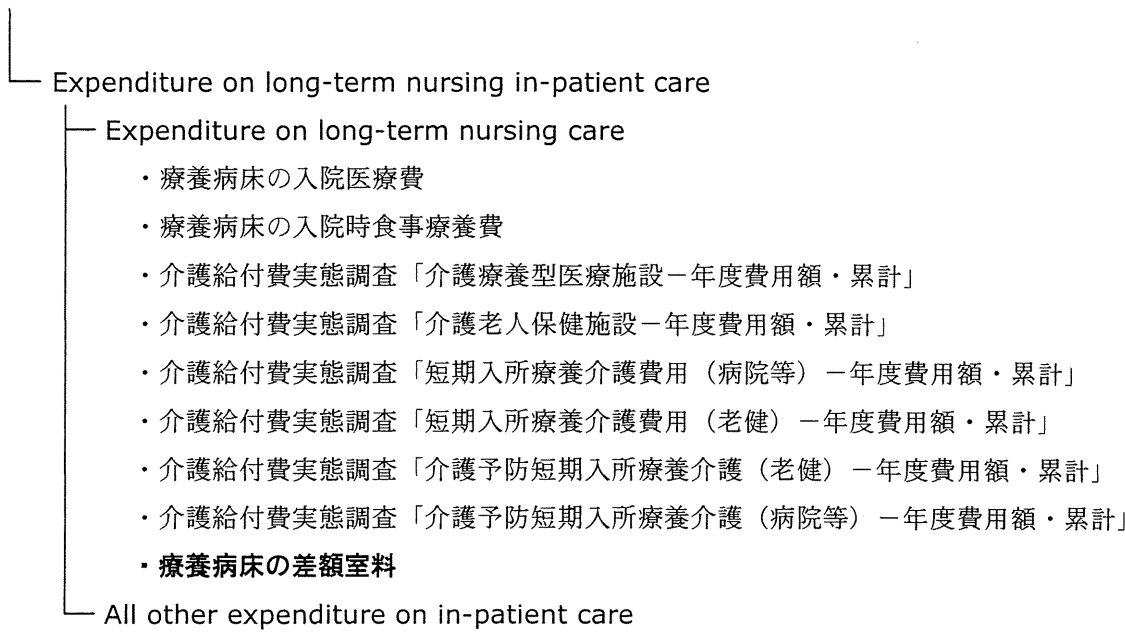 Expenditure on long-term nursing in-patient care
Expenditure on long-term nursing care
・療養病床の入院医療費
・療養病床の入院時食事療養費
・介護給付費実態調査「介護療養型医療施設－年度費用額・累計」
・介護給付費実態調査「介護老人保健施設－年度費用額・累計」
・介護給付費実態調査「短期入所療養介護費用（病院等）－年度費用額・累計」
・介護給付費実態調査「短期入所療養介護費用（老健）－年度費用額・累計」
・介護給付費実態調査「介護予防短期入所療養介護（老健）－年度費用額・累計」
・介護給付費実態調査「介護予防短期入所療養介護（病院等）－年度費用額・累計」
・療養病床の差額室料
All other expenditure on in-patient care